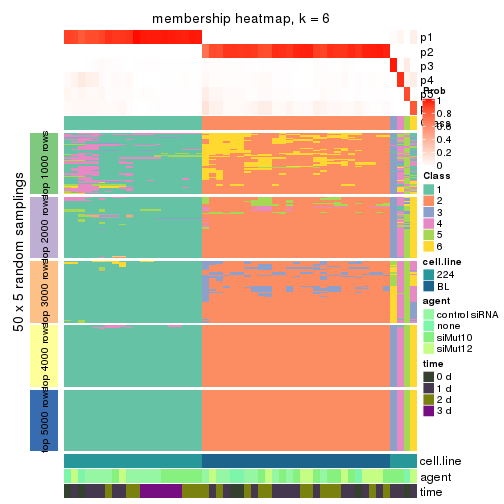 membership heatmap, k = 6
p1
p2
p3
p4
p5
Prob
1
0.8
0.6
0.4
0.2
0
Class
1
2
3
4
5
6
cell.line
224
BL
agent
control siRNA
none
siMut10
siMut12
time
0 d
1 d
2 d
3 d
50 x 5 random samplings
top 1000 rows
top 2000 rows
top 3000 rows
top 4000 rows
top 5000 rows
cell.line
agent
time